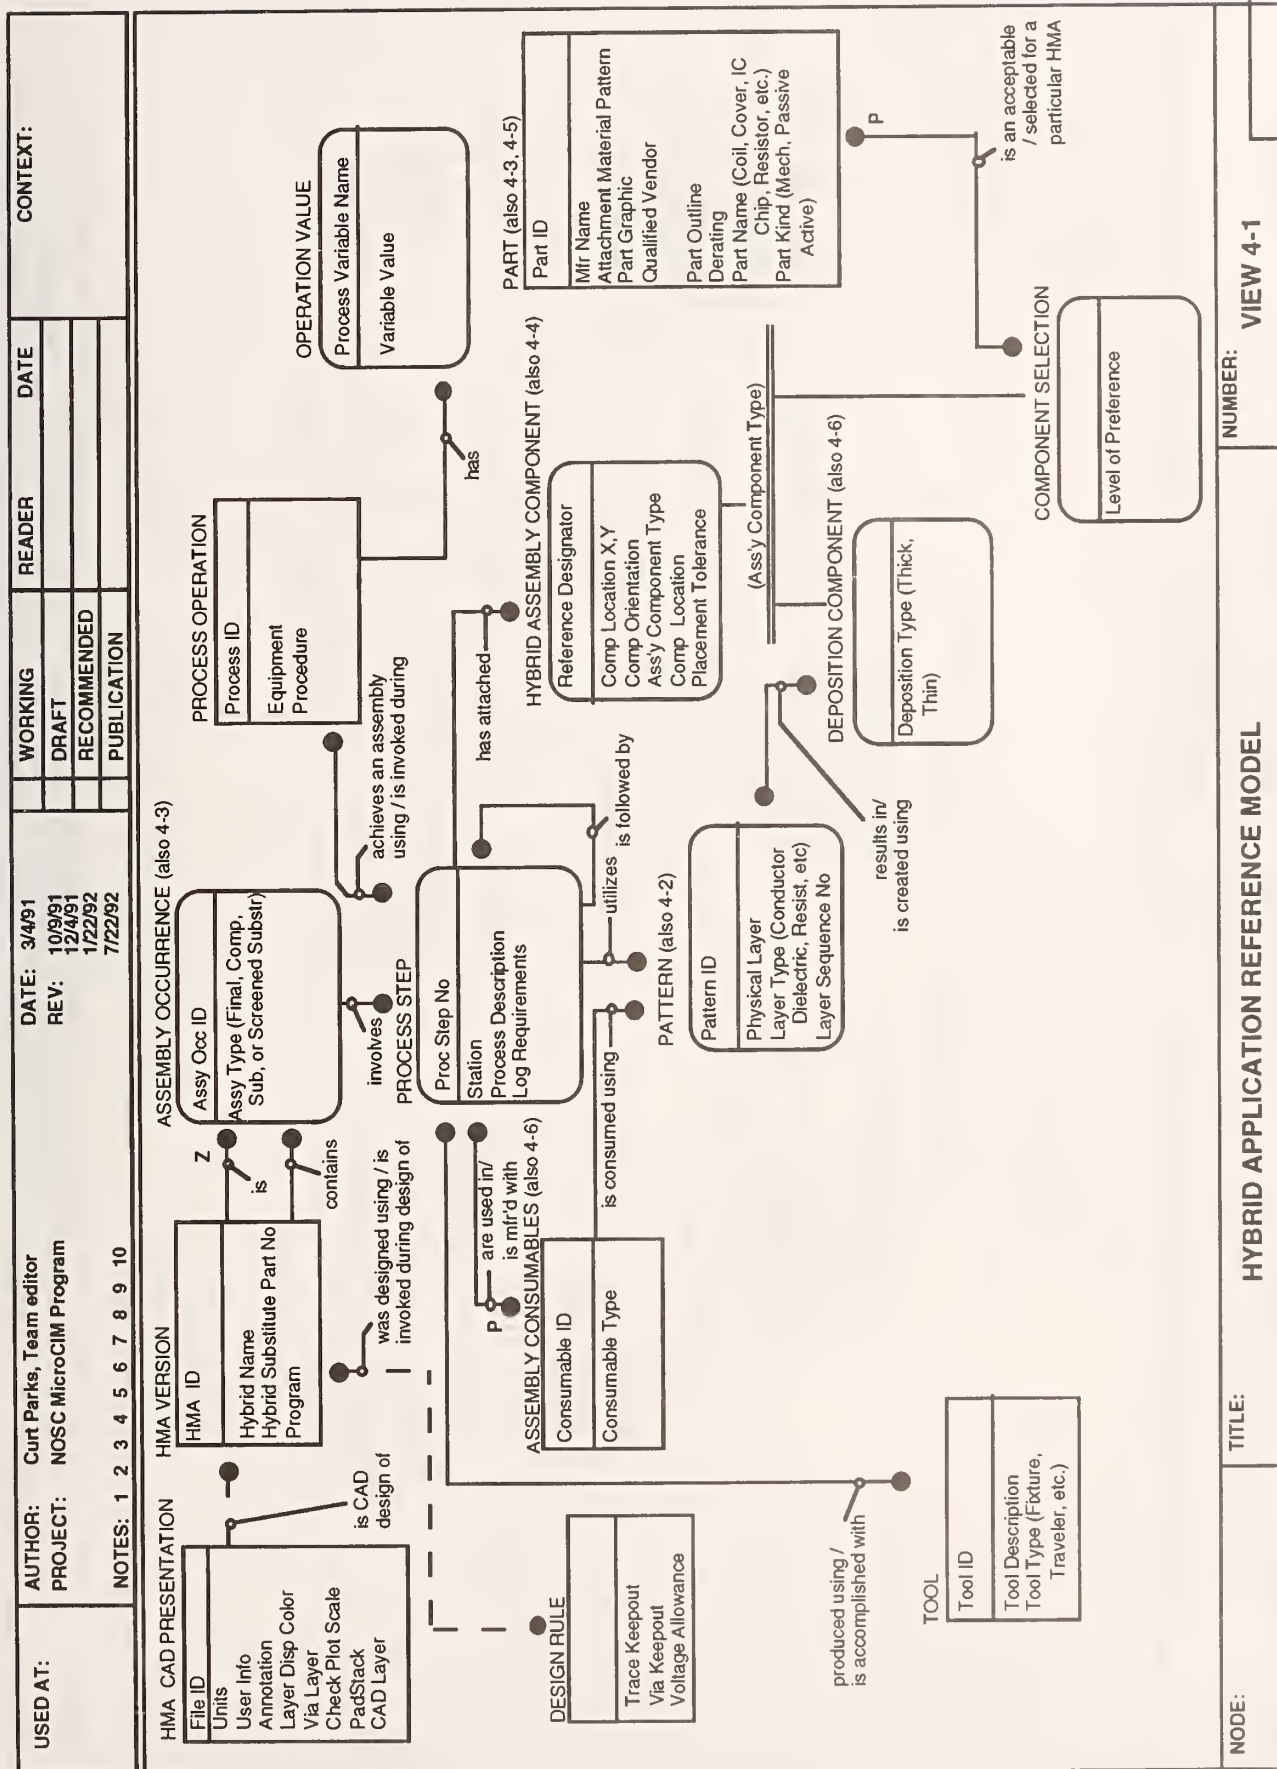 USED AT:
AUTHOR: Curt Parks, Team editor
PROJECT: NOSC MicroCIM Program
NOTES: 1 2 3 4 5 6 7 8 9 10
DATE: 3/4/91
REV: 10/9/91
12/4/91
1/22/92
7/22/92
WORKING
DRAFT
RECOMMENDED
PUBLICATION
READER
DATE
CONTEXT:
HMA CAD PRESENTATION
File ID
Units
User Info
Annotation
Layer Disp Color
Via Layer
Check Plot Scale
PadStack
CAD Layer
is CAD
design of
HMA VERSION
HMA ID
Hybrid Name
Hybrid Substitute Part No
Program
Z
is
contains
ASSEMBLY OCCURRENCE (also 4-3)
Assy Occ ID
Assy Type (Final, Comp,
Sub, or Screened Substr)
was designed using / is
invoked during design of
involves
achieves an assembly
using / is invoked during
PROCESS OPERATION
Process ID
Equipment
Procedure
has
OPERATION VALUE
Process Variable Name
Variable Value
PROCESS STEP
Proc Step No
Station
Process Description
Log Requirements
has attached
is followed by
utilizes
P
are used in/
is mfr'd with
ASSEMBLY CONSUMABLES (also 4-6)
Consumable ID
Consumable Type
is consumed using
HYBRID ASSEMBLY COMPONENT (also 4-4)
Reference Designator
Comp Location X,Y
Comp Orientation
Ass'y Component Type
Comp Location
Placement Tolerance
PART (also 4-3, 4-5)
Part ID
Mfr Name
Attachment Material Pattern
Part Graphic
Qualified Vendor
Part Outline
Derating
Part Name (Coil, Cover, IC
Chip, Resistor, etc.)
Part Kind (Mech, Passive
Active)
P
is an acceptable
/ selected for a
particular HMA
DESIGN RULE
Trace Keepout
Via Keepout
Voltage Allowance
PATTERN (also 4-2)
Pattern ID
Physical Layer
Layer Type (Conductor
Dielectric, Resist, etc)
Layer Sequence No
results in/
is created using
(Ass'y Component Type)
DEPOSITION COMPONENT (also 4-6)
Deposition Type (Thick,
Thin)
COMPONENT SELECTION
Level of Preference
produced using /
is accomplished with
TOOL
Tool ID
Tool Description
Tool Type (Fixture,
Traveler, etc.)
NODE:
TITLE:
HYBRID APPLICATION REFERENCE MODEL
NUMBER:
VIEW 4-1